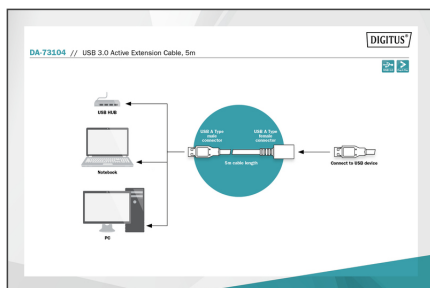 DIGITUS®
DA-73104 // USB 3.0 Active Extension Cable, 5m
USB HUB
USB A Type
male
connector
USB A Type
female
connector
5m cable length
Notebook
Connect to USB device
PC